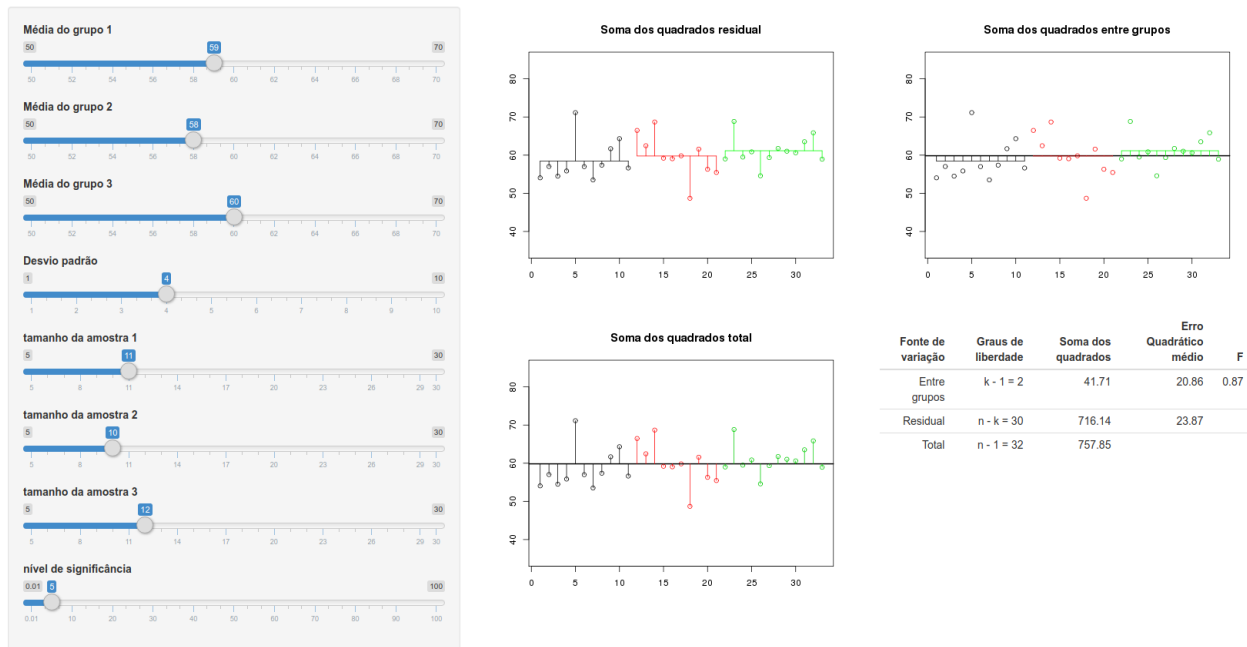 Média do grupo 1
50 59 70
50 52 54 56 58 60 62 64 66 68 70
Média do grupo 2
50 58 70
50 52 54 56 58 60 62 64 66 68 70
Média do grupo 3
50 60 70
50 52 54 56 58 60 62 64 66 68 70
Desvio padrão
1 4 10
1 2 3 4 5 6 7 8 9 10
tamanho da amostra 1
5 11 30
5 8 11 14 17 20 23 26 29 30
tamanho da amostra 2
5 10 30
5 8 11 14 17 20 23 26 29 30
tamanho da amostra 3
5 12 30
5 8 11 14 17 20 23 26 29 30
nível de significância
0.01 5 100
0.01 10 20 30 40 50 60 70 80 90 100
Soma dos quadrados residual
80
70
60
50
40
0 5 10 15 20 25 30
Soma dos quadrados entre grupos
80
70
60
50
40
0 5 10 15 20 25 30
Soma dos quadrados total
80
70
60
50
40
0 5 10 15 20 25 30
Erro
Fonte de Graus de Soma dos Quadrático
variação liberdade quadrados médio F
Entre k - 1 = 2 41.71 20.86 0.87
grupos
Residual n - k = 30 716.14 23.87
Total n - 1 = 32 757.85